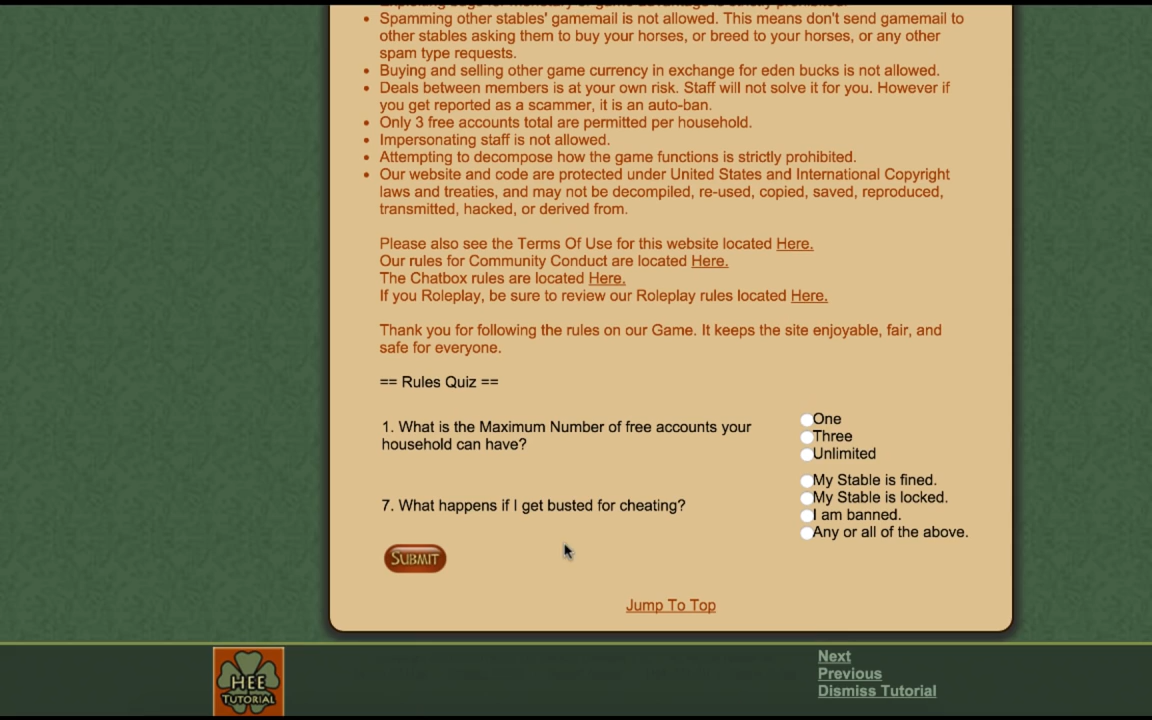 Spamming other stables' gamemail is not allowed. This means don't send gamemail to
other stables asking them to buy your horses, or breed to your horses, or any other
spam type requests.
Buying and selling other game currency in exchange for eden bucks is not allowed.
Deals between members is at your own risk. Staff will not solve it for you. However if
you get reported as a scammer, it is an auto-ban.
Only 3 free accounts total are permitted per household.
Impersonating staff is not allowed.
Attempting to decompose how the game functions is strictly prohibited.
Our website and code are protected under United States and International Copyright
laws and treaties, and may not be decompiled, re-used, copied, saved, reproduced,
transmitted, hacked, or derived from.
Please also see the Terms Of Use for this website located Here.
Our rules for Community Conduct are located Here.
The Chatbox rules are located Here.
If you Roleplay, be sure to review our Roleplay rules located Here.
Thank you for following the rules on our Game. It keeps the site enjoyable, fair, and
safe for everyone.
== Rules Quiz ==
1. What is the Maximum Number of free accounts your
household can have?
One
Three
Unlimited
7. What happens if I get busted for cheating?
My Stable is fined.
My Stable is locked.
I am banned.
Any or all of the above.
SUBMIT
Jump To Top
HEE
TUTORIAL
Next
Previous
Dismiss Tutorial